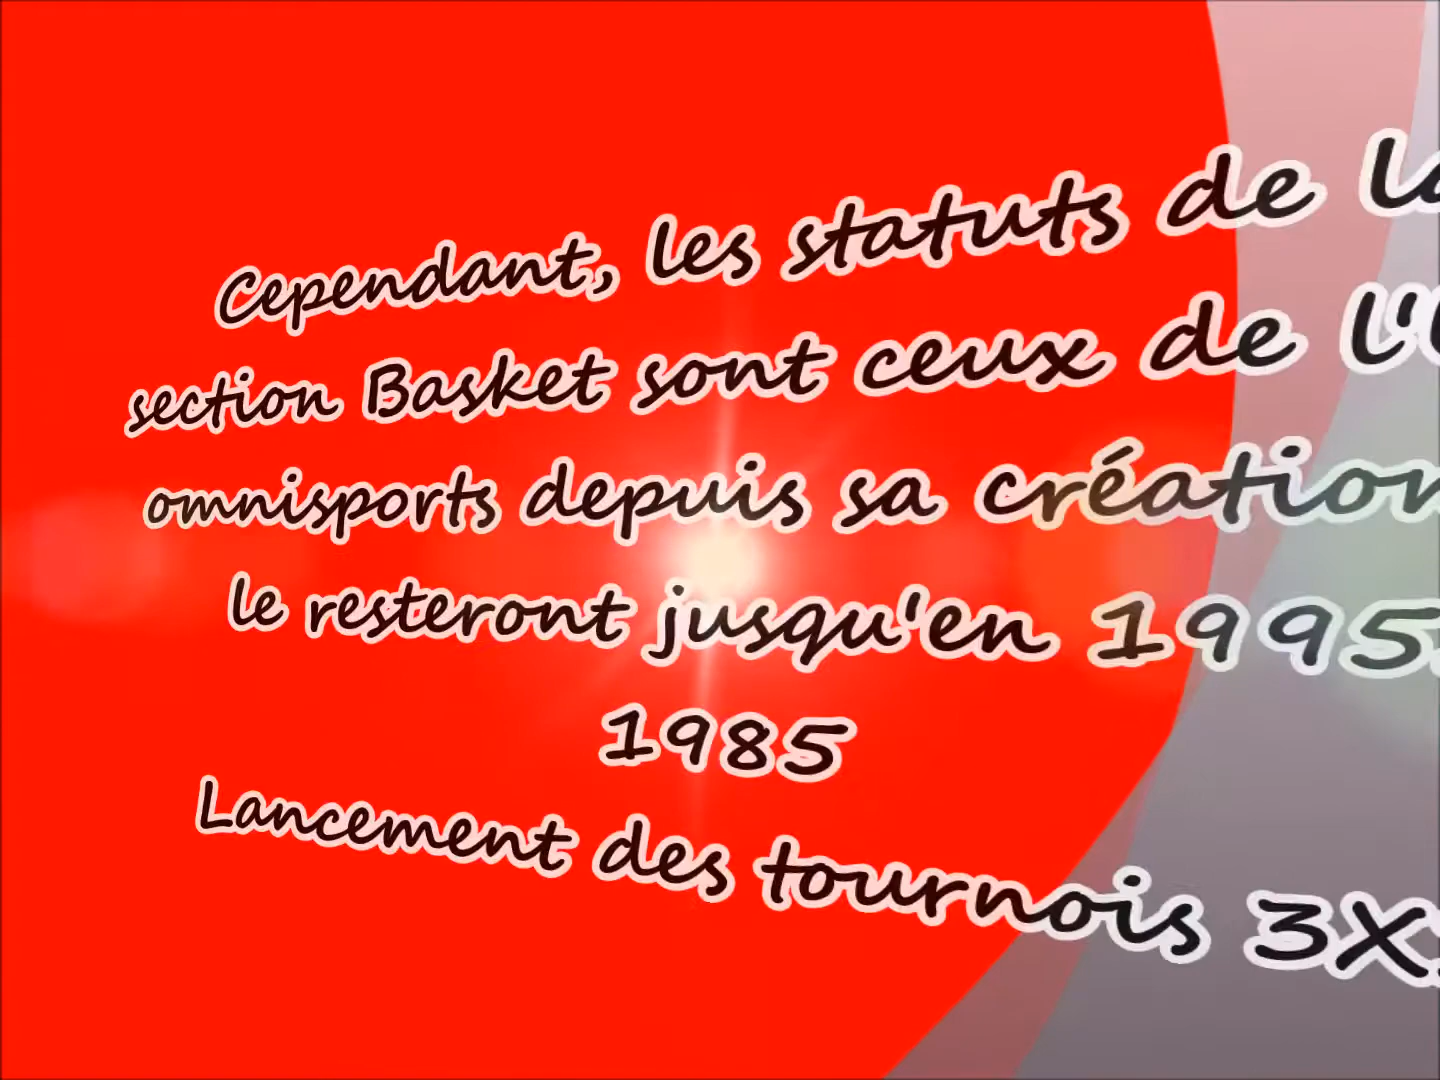 Cependant, les statuts de la
section Basket sont ceux de
omnisports depuis sa création
le resteront jusqu'en 1995.
1985
Lancement des tournois